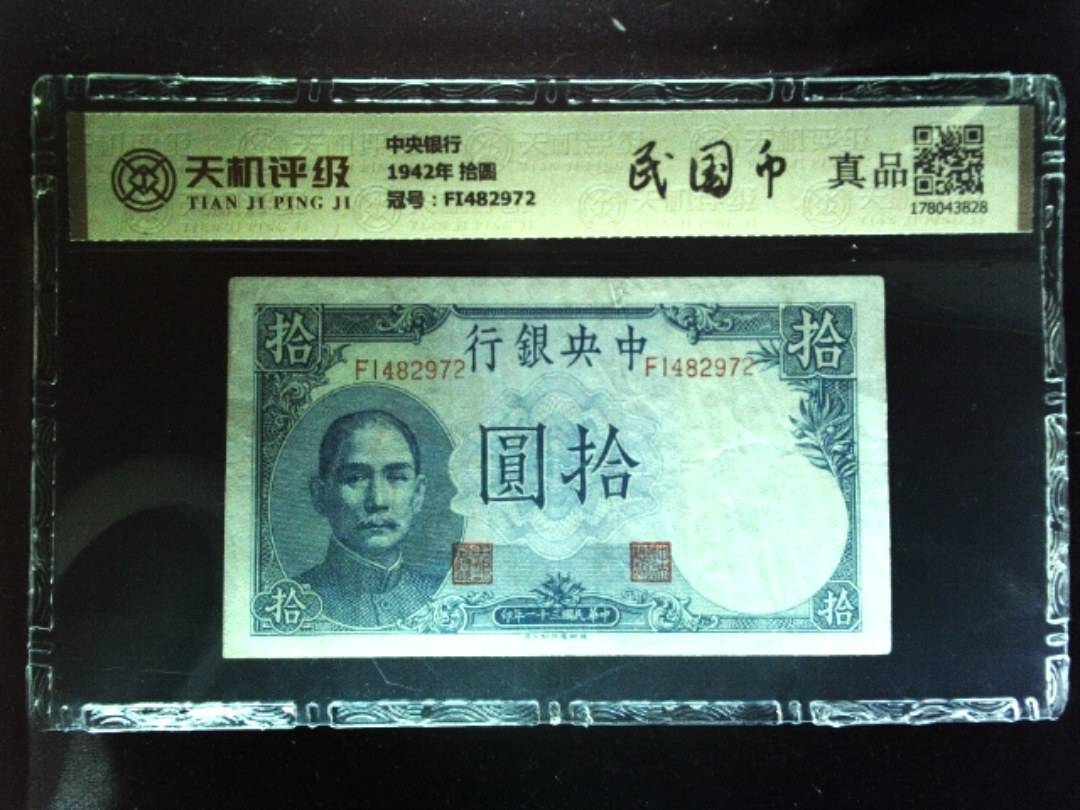 天机评级
TIAN JI PING JI
中央银行
1942年 拾圆
冠号：FI482972
民国币
真品
178043828
拾
拾
行銀央中
FI482972
FI482972
圓拾
印年一十三國民華中
拾
拾